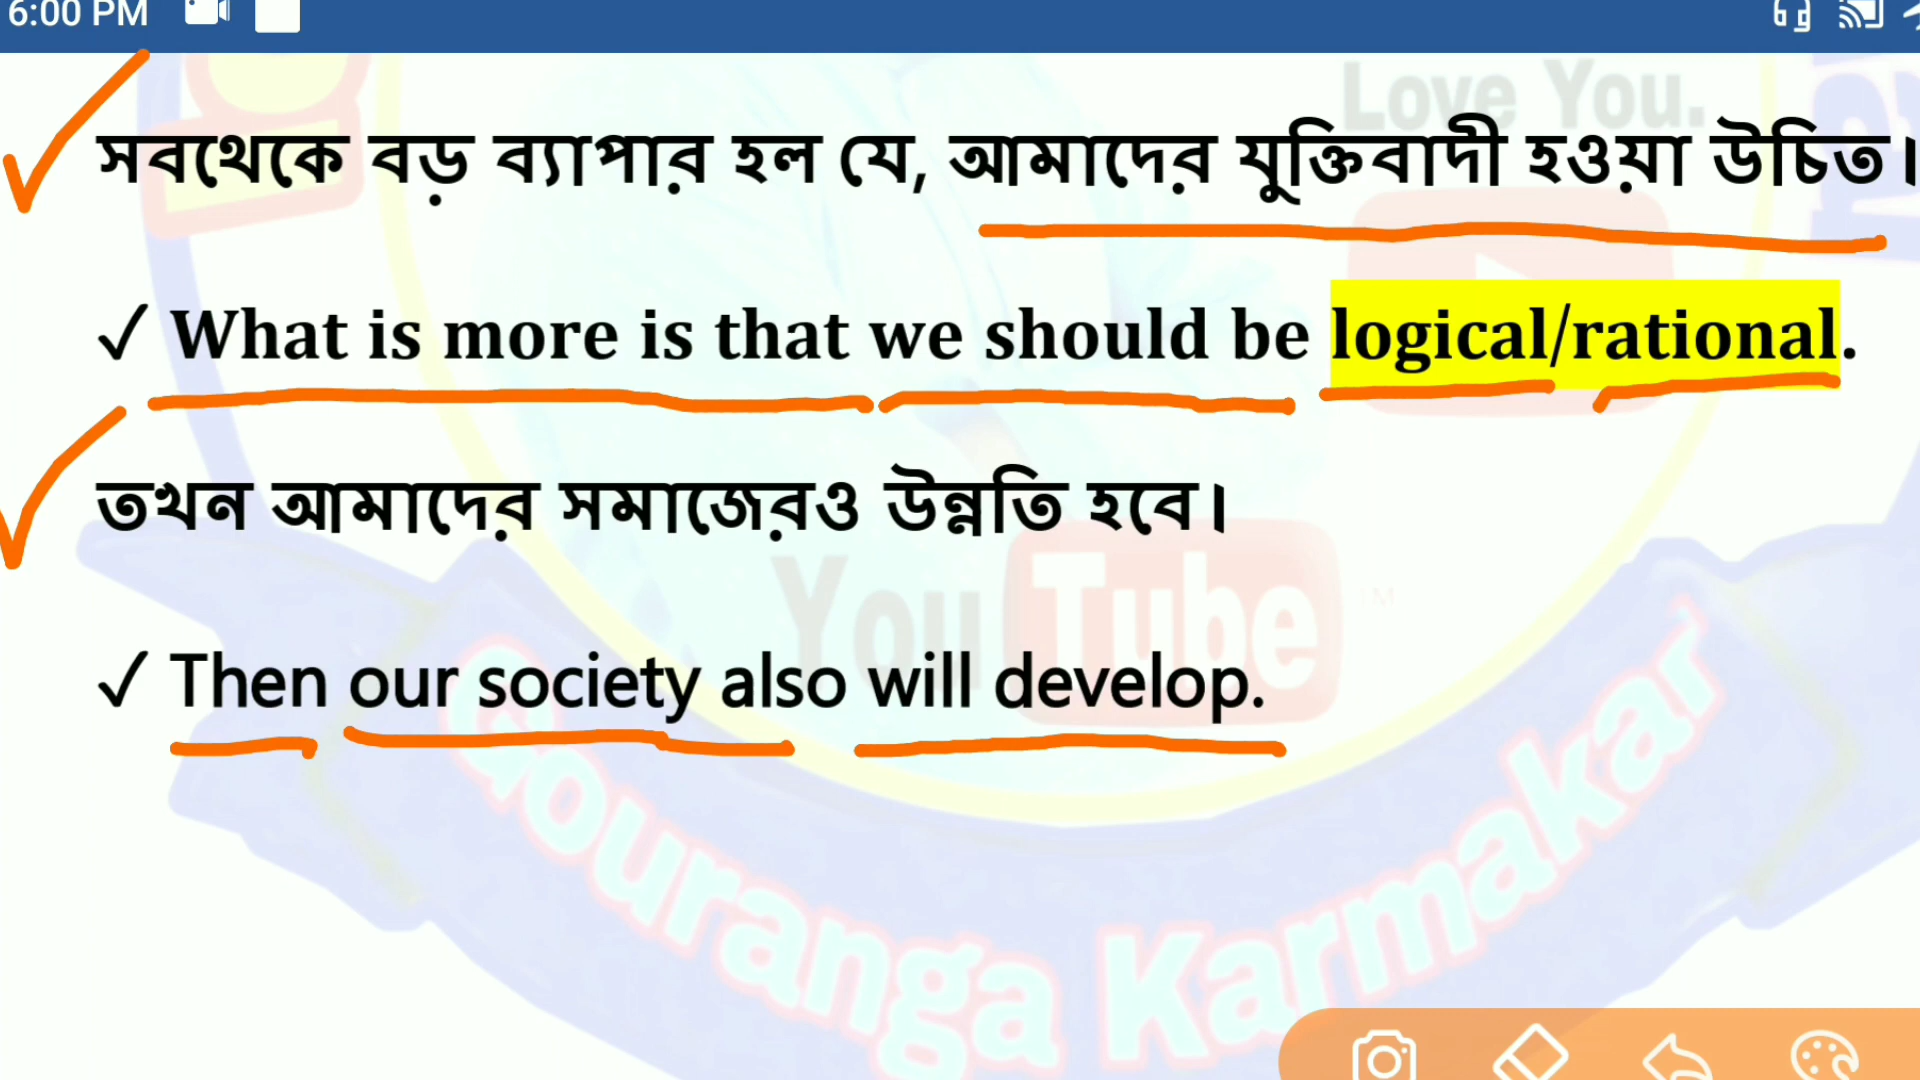 6:00 PM
Love You.
সবথেকে বড় ব্যাপার হল যে, আমাদের যুক্তিবাদী হওয়া উচিত।
✓ What is more is that we should be logical/rational.
তখন আমাদের সমাজেরও উন্নতি হবে।
YouTube
✓ Then our society also will develop.
Gouranga Karmakar